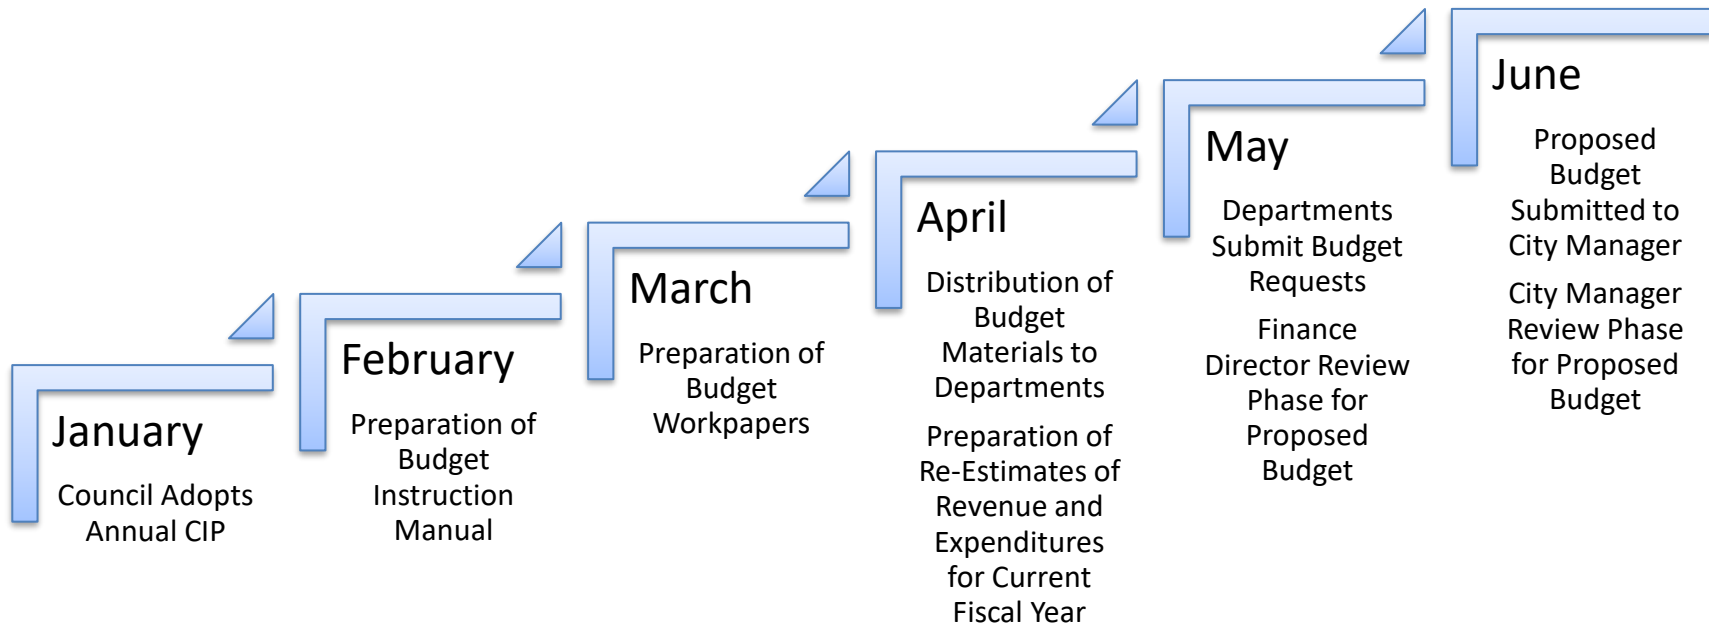 January
Council Adopts
Annual CIP
February
Preparation of
Budget
Instruction
Manual
March
Preparation of
Budget
Workpapers
April
Distribution of
Budget
Materials to
Departments
Preparation of
Re-Estimates of
Revenue and
Expenditures
for Current
Fiscal Year
May
Departments
Submit Budget
Requests
Finance
Director Review
Phase for
Proposed
Budget
June
Proposed
Budget
Submitted to
City Manager
City Manager
Review Phase
for Proposed
Budget